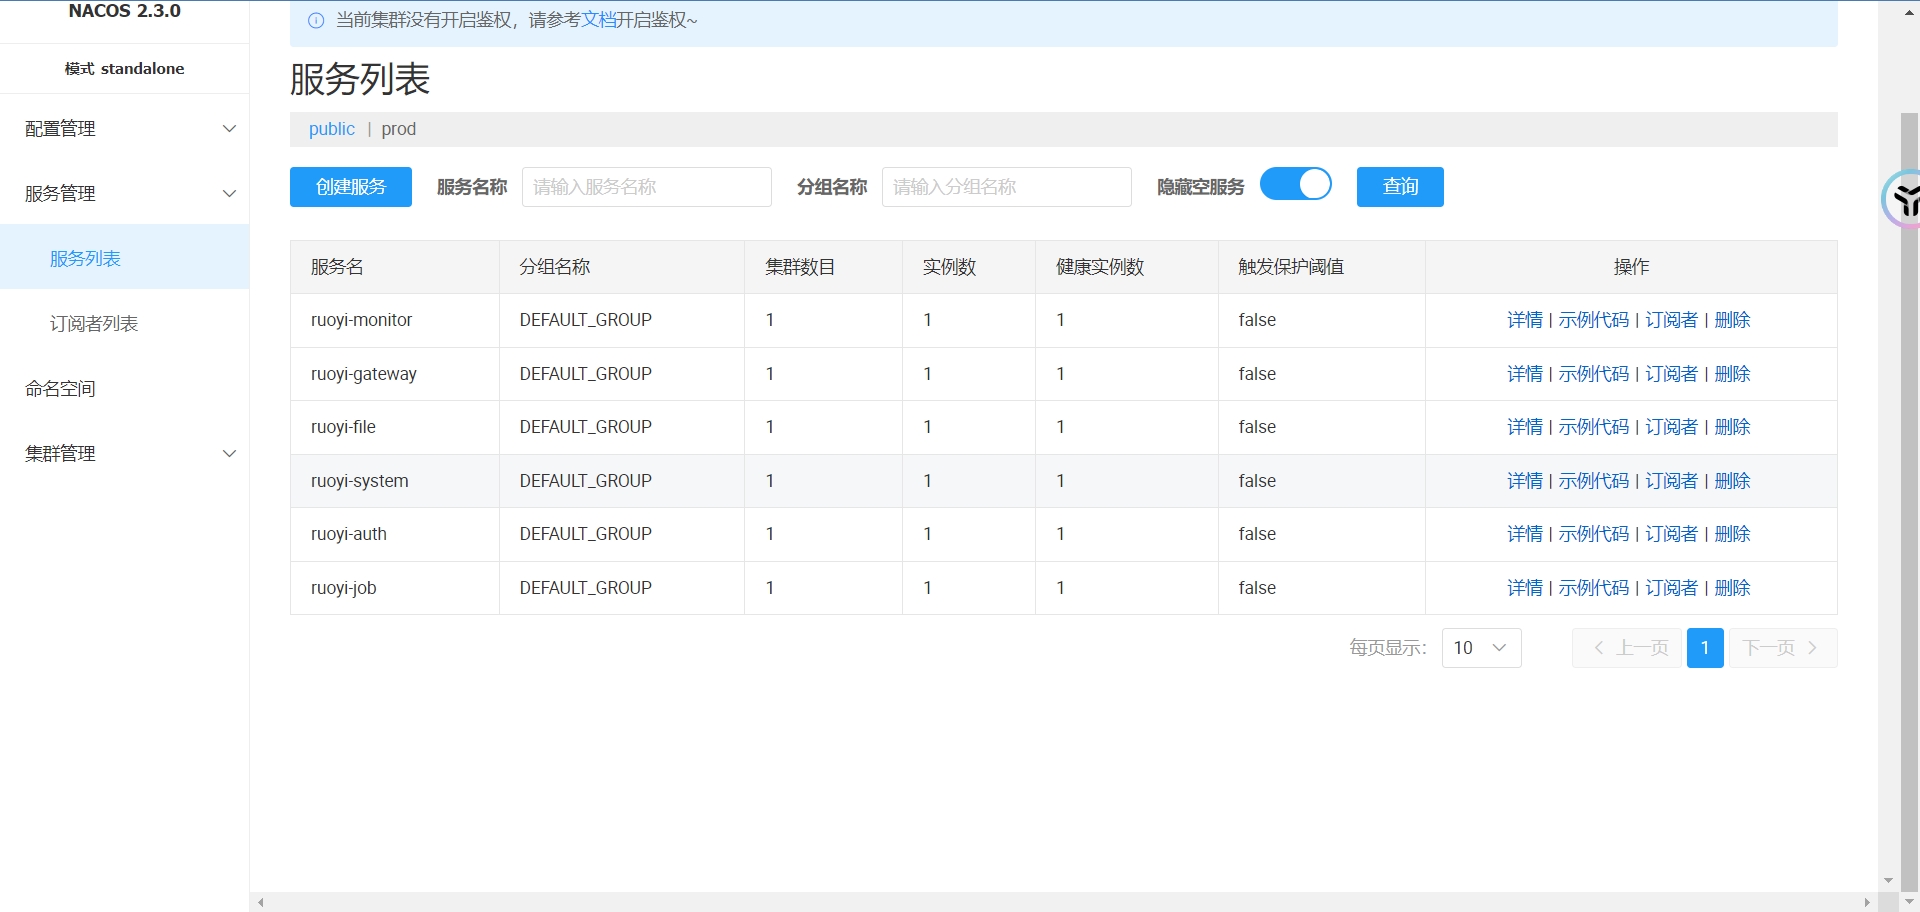 NACOS 2.3.0
模式 standalone
配置管理
服务管理
服务列表
订阅者列表
命名空间
集群管理
当前集群没有开启鉴权，请参考文档开启鉴权~
服务列表
public | prod
创建服务 服务名称 请输入服务名称 分组名称 请输入分组名称 隐藏空服务 查询
服务名 分组名称 集群数目 实例数 健康实例数 触发保护阈值 操作
ruoyi-monitor DEFAULT_GROUP 1 1 1 false 详情 | 示例代码 | 订阅者 | 删除
ruoyi-gateway DEFAULT_GROUP 1 1 1 false 详情 | 示例代码 | 订阅者 | 删除
ruoyi-file DEFAULT_GROUP 1 1 1 false 详情 | 示例代码 | 订阅者 | 删除
ruoyi-system DEFAULT_GROUP 1 1 1 false 详情 | 示例代码 | 订阅者 | 删除
ruoyi-auth DEFAULT_GROUP 1 1 1 false 详情 | 示例代码 | 订阅者 | 删除
ruoyi-job DEFAULT_GROUP 1 1 1 false 详情 | 示例代码 | 订阅者 | 删除
每页显示: 10 上一页 1 下一页